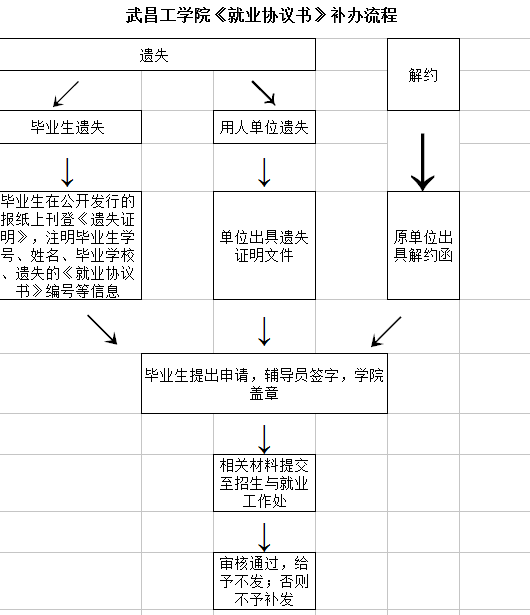 武昌工学院《就业协议书》补办流程
遗失
解约
毕业生遗失
用人单位遗失
毕业生在公开发行的
报纸上刊登《遗失证
明》，注明毕业生学
号、姓名、毕业学校
、遗失的《就业协议
书》编号等信息
单位出具遗失
证明文件
原单位出
具解约函
毕业生提出申请，辅导员签字，学院
盖章
相关材料提交
至招生与就业
工作处
审核通过，给
予不发；否则
不予补发